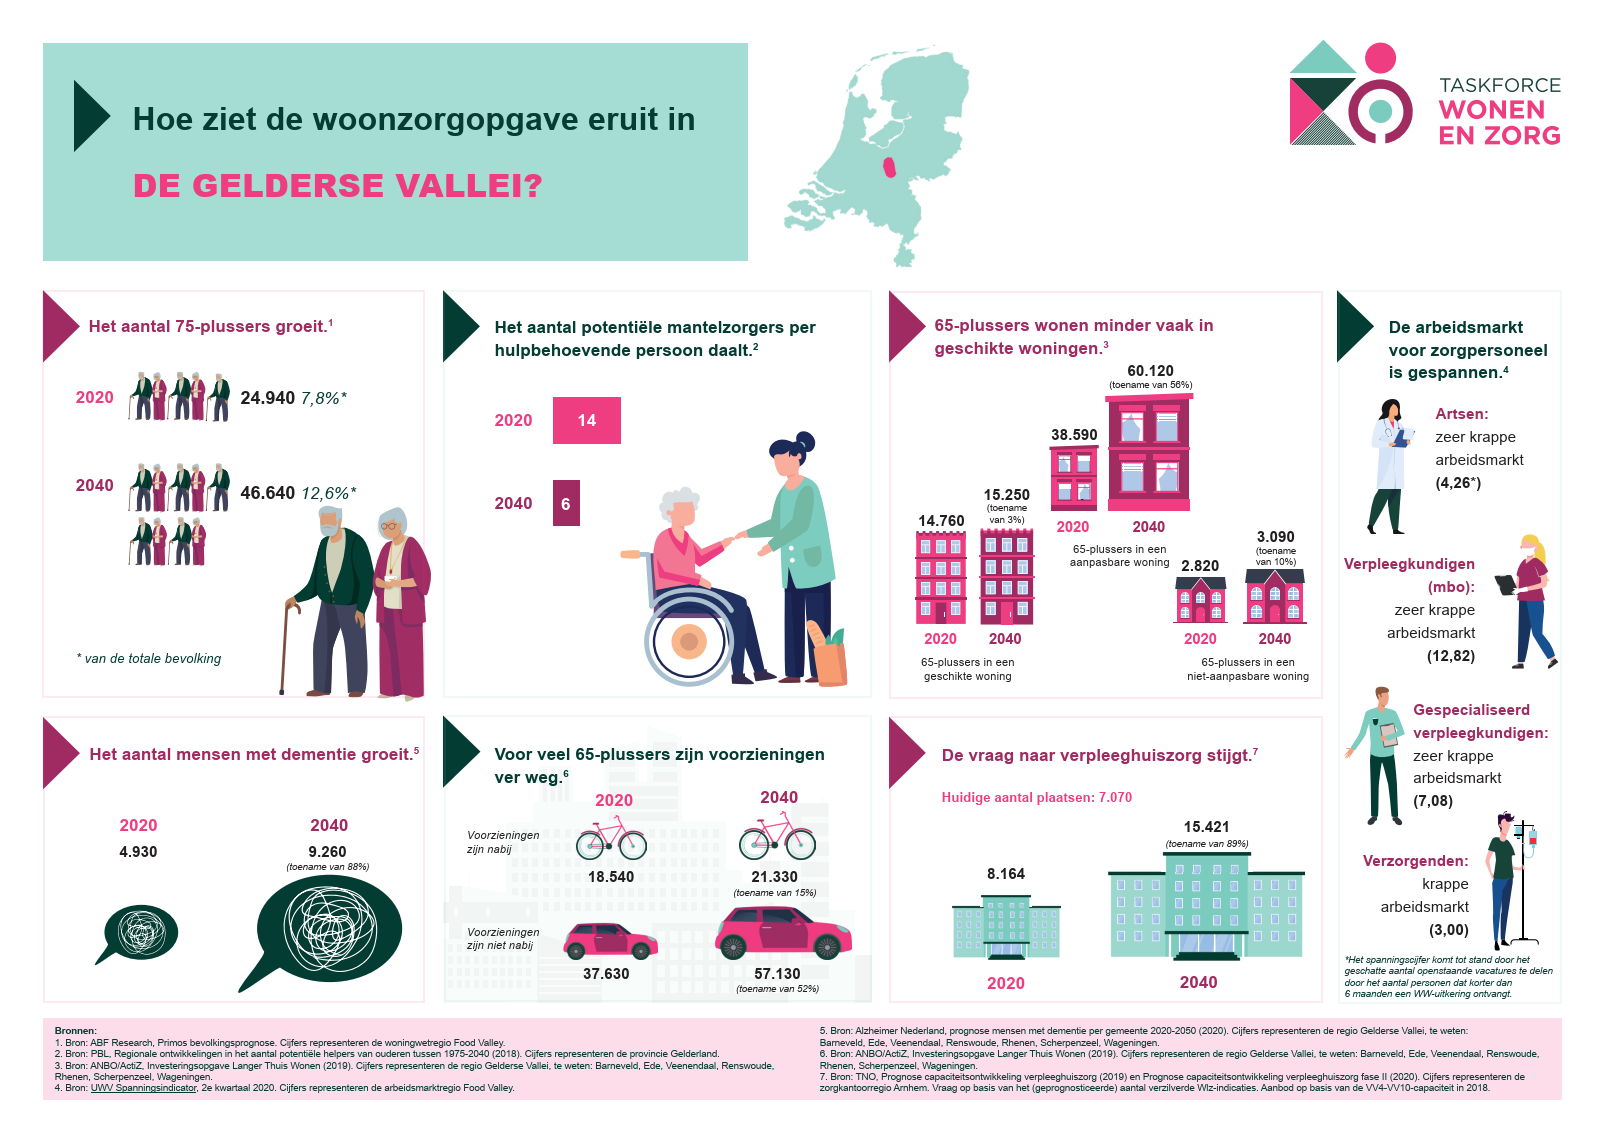 Hoe ziet de woonzorgopgave eruit in
DE GELDERSE VALLEI?
TASKFORCE
WONEN
EN ZORG
Het aantal 75-plussers groeit.1
2020
24.940 7,8%*
2040
46.640 12,6%*
* van de totale bevolking
Het aantal potentiële mantelzorgers per
hulpbehoevende persoon daalt.2
2020
14
2040
6
65-plussers wonen minder vaak in
geschikte woningen.3
14.760
15.250
(toename
van 3%)
2020
2040
65-plussers in een
geschikte woning
38.590
60.120
(toename van 56%)
2020
2040
65-plussers in een
aanpasbare woning
2.820
3.090
(toename
van 10%)
2020
2040
65-plussers in een
niet-aanpasbare woning
De arbeidsmarkt
voor zorgpersoneel
is gespannen.4
Artsen:
zeer krappe
arbeidsmarkt
(4,26*)
Verpleegkundigen
(mbo):
zeer krappe
arbeidsmarkt
(12,82)
Gespecialiseerd
verpleegkundigen:
zeer krappe
arbeidsmarkt
(7,08)
Verzorgenden:
krappe
arbeidsmarkt
(3,00)
*Het spanningscijfer komt tot stand door het
geschatte aantal openstaande vacatures te delen
door het aantal personen dat korter dan
6 maanden een WW-uitkering ontvangt.
Het aantal mensen met dementie groeit.5
2020
4.930
2040
9.260
(toename van 88%)
Voor veel 65-plussers zijn voorzieningen
ver weg.6
2020
2040
Voorzieningen
zijn nabij
18.540
21.330
(toename van 15%)
Voorzieningen
zijn niet nabij
37.630
57.130
(toename van 52%)
De vraag naar verpleeghuiszorg stijgt.7
Huidige aantal plaatsen: 7.070
8.164
2020
15.421
(toename van 89%)
2040
Bronnen:
1. Bron: ABF Research, Primos bevolkingsprognose. Cijfers representeren de woningwetregio Food Valley.
2. Bron: PBL, Regionale ontwikkelingen in het aantal potentiële helpers van ouderen tussen 1975-2040 (2018). Cijfers representeren de provincie Gelderland.
3. Bron: ANBO/ActiZ, Investeringsopgave Langer Thuis Wonen (2019). Cijfers representeren de regio Gelderse Vallei, te weten: Barneveld, Ede, Veenendaal, Renswoude,
Rhenen, Scherpenzeel, Wageningen.
4. Bron: UWV Spanningsindicator, 2e kwartaal 2020. Cijfers representeren de arbeidsmarktregio Food Valley.
5. Bron: Alzheimer Nederland, prognose mensen met dementie per gemeente 2020-2050 (2020). Cijfers representeren de regio Gelderse Vallei, te weten:
Barneveld, Ede, Veenendaal, Renswoude, Rhenen, Scherpenzeel, Wageningen.
6. Bron: ANBO/ActiZ, Investeringsopgave Langer Thuis Wonen (2019). Cijfers representeren de regio Gelderse Vallei, te weten: Barneveld, Ede, Veenendaal, Renswoude,
Rhenen, Scherpenzeel, Wageningen.
7. Bron: TNO, Prognose capaciteitsontwikkeling verpleeghuiszorg (2019) en Prognose capaciteitsontwikkeling verpleeghuiszorg fase II (2020). Cijfers representeren de
zorgkantoorregio Arnhem. Vraag op basis van het (geprognosticeerde) aantal verzilverde Wlz-indicaties. Aanbod op basis van de VV4-VV10-capaciteit in 2018.